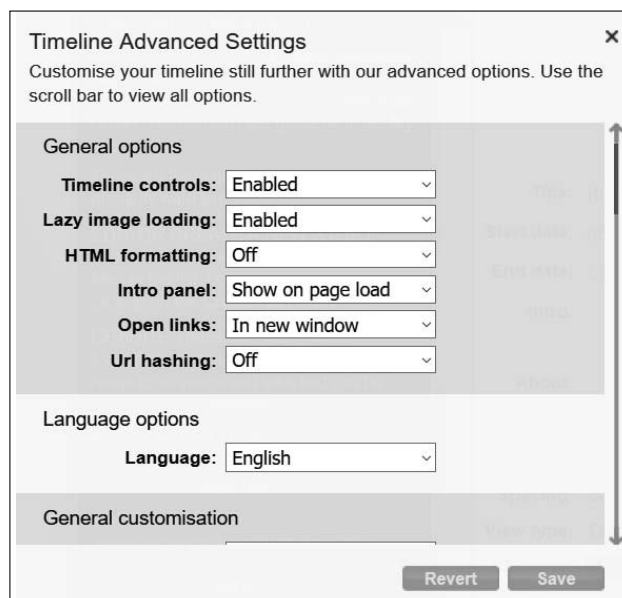 Timeline Advanced Settings
Customise your timeline still further with our advanced options. Use the
scroll bar to view all options.
General options
Timeline controls: Enabled
Lazy image loading: Enabled
HTML formatting: Off
Intro panel: Show on page load
Open links: In new window
Url hashing: Off
Language options
Language: English
General customisation
Revert Save